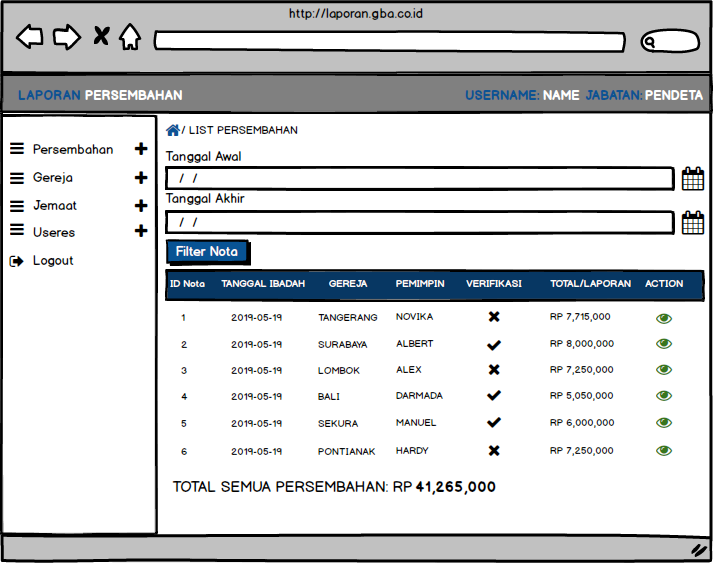 http://laporan.gba.co.id
LAPORAN PERSEMBAHAN USERNAME: NAME JABATAN: PENDETA
Persembahan
Gereja
Jemaat
Useres
Logout
/ LIST PERSEMBAHAN
Tanggal Awal
/ /
Tanggal Akhir
/ /
Filter Nota
ID Nota TANGGAL IBADAH GEREJA PEMIMPIN VERIFIKASI TOTAL/LAPORAN ACTION
1 2019-05-19 TANGERANG NOVIKA RP 7,715,000
2 2019-05-19 SURABAYA ALBERT RP 8,000,000
3 2019-05-19 LOMBOK ALEX RP 7,250,000
4 2019-05-19 BALI DARMADA RP 5,050,000
5 2019-05-19 SEKURA MANUEL RP 6,000,000
6 2019-05-19 PONTIANAK HARDY RP 7,250,000
TOTAL SEMUA PERSEMBAHAN: RP 41,265,000